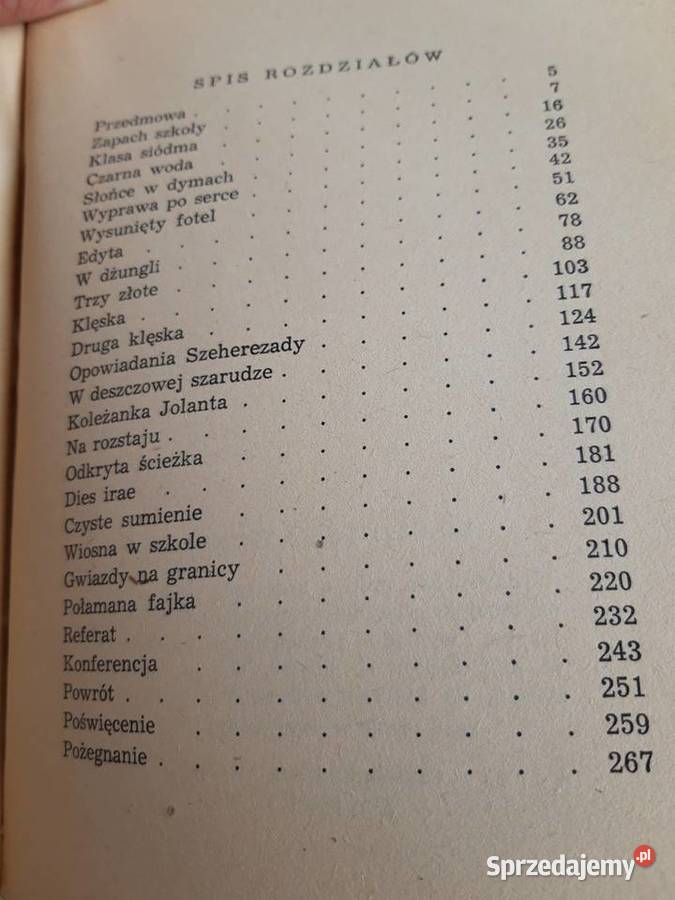 SPIS ROZDZIAŁÓW
Przedmowa . . . . . . . . . 5
Zapach szkoły . . . . . . . . 7
Klasa siódma . . . . . . . . 16
Czarna woda . . . . . . . . 26
Słońce w dymach . . . . . . . 35
Wyprawa po serce . . . . . . . 42
Wysunięty fotel . . . . . . . 51
Edyta . . . . . . . . . . 62
W dżungli . . . . . . . . . 78
Trzy złote . . . . . . . . . 88
Klęska . . . . . . . . . . 103
Druga klęska . . . . . . . . 117
Opowiadania Szeherezady . . . . . . 124
W deszczowej szarudze . . . . . . . 142
Koleżanka Jolanta . . . . . . . . 152
Na rozstaju . . . . . . . . . . 160
Odkryta ścieżka . . . . . . . . 170
Dies irae . . . . . . . . . . 181
Czyste sumienie . . . . . . . . 188
Wiosna w szkole . . . . . . . . 201
Gwiazdy na granicy . . . . . . . 210
Połamana fajka . . . . . . . . 220
Referat . . . . . . . . . . . 232
Konferencja . . . . . . . . . 243
Powrót . . . . . . . . . . . 251
Poświęcenie . . . . . . . . . 259
Pożegnanie . . . . . . . . . . 267
Sprzedajemy.pl